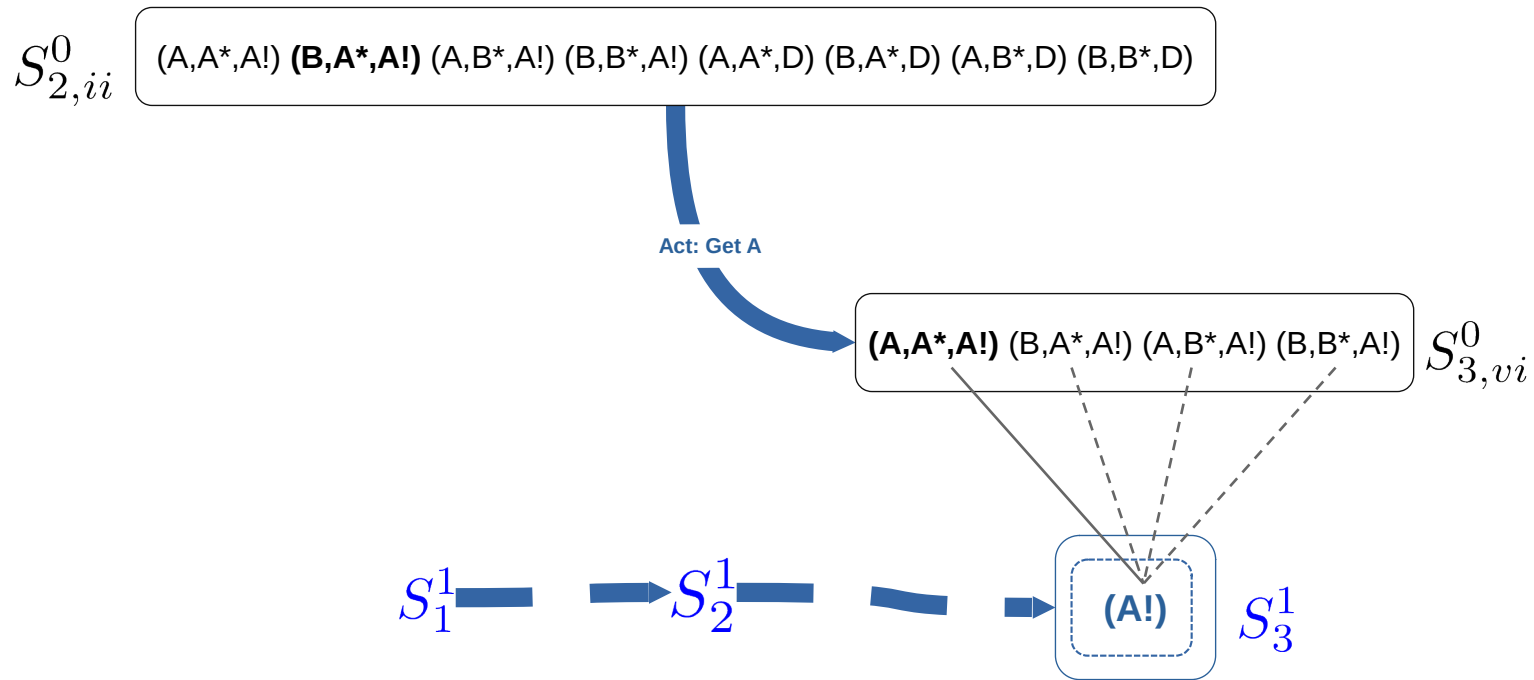 $S^0_{2,ii}$ (A,A*,A!) (B,A*,A!) (A,B*,A!) (B,B*,A!) (A,A*,D) (B,A*,D) (A,B*,D) (B,B*,D)
Act: Get A
(A,A*,A!) (B,A*,A!) (A,B*,A!) (B,B*,A!) $S^0_{3,vi}$
$S^1_1$ $S^1_2$ (A!) $S^1_3$